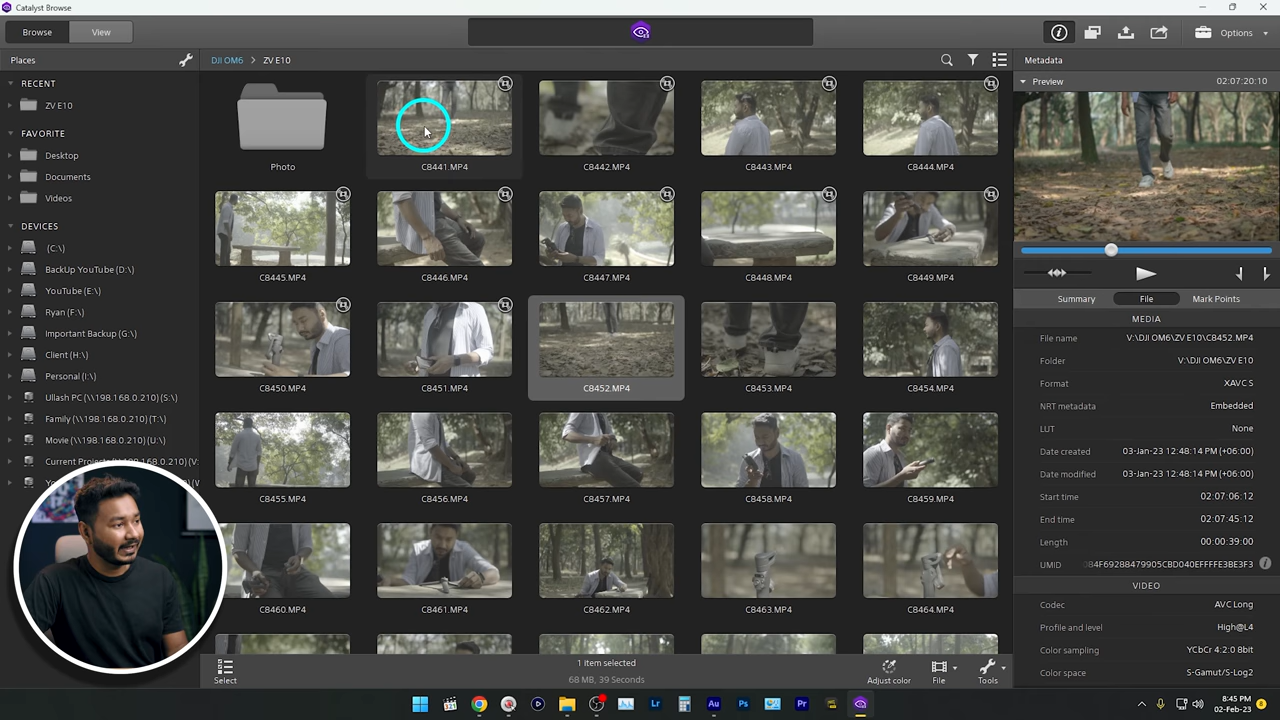 Catalyst Browse
Browse
View
Options
Places
DJI OM6 > ZV E10
Metadata
RECENT
ZV E10
FAVORITE
Desktop
Documents
Videos
DEVICES
(C:\)
BackUp YouTube (D:\)
YouTube (E:\)
Ryan (F:\)
Important Backup (G:\)
Client (H:\)
Personal (I:\)
Ullash PC (\\198.168.0.210) (S:\)
Family (\\198.168.0.210) (T:\)
Movie (\\198.168.0.210) (U:\)
Photo
C8441.MP4
C8442.MP4
C8443.MP4
C8444.MP4
C8445.MP4
C8446.MP4
C8447.MP4
C8448.MP4
C8449.MP4
C8450.MP4
C8451.MP4
C8452.MP4
C8453.MP4
C8454.MP4
C8455.MP4
C8456.MP4
C8457.MP4
C8458.MP4
C8459.MP4
C8460.MP4
C8461.MP4
C8462.MP4
C8463.MP4
C8464.MP4
Select
1 item selected
68 MB, 39 Seconds
Adjust color
File
Tools
Preview
02:07:20:10
Summary
File
Mark Points
MEDIA
File name V:\DJI OM6\ZV E10\C8452.MP4
Folder V:\DJI OM6\ZV E10
Format XAVC S
NRT metadata Embedded
LUT None
Date created 03-Jan-23 12:48:14 PM (+06:00)
Date modified 03-Jan-23 12:48:14 PM (+06:00)
Start time 02:07:06:12
End time 02:07:45:12
Length 00:00:39:00
UMID 084F69288479905CBD040EFFFE3BE3F3
VIDEO
Codec AVC Long
Profile and level High@L4
Color sampling YCbCr 4:2:0 8bit
Color space S-Gamut/S-Log2
Lr
Au
Ps
Pr
8:45 PM
02-Feb-23